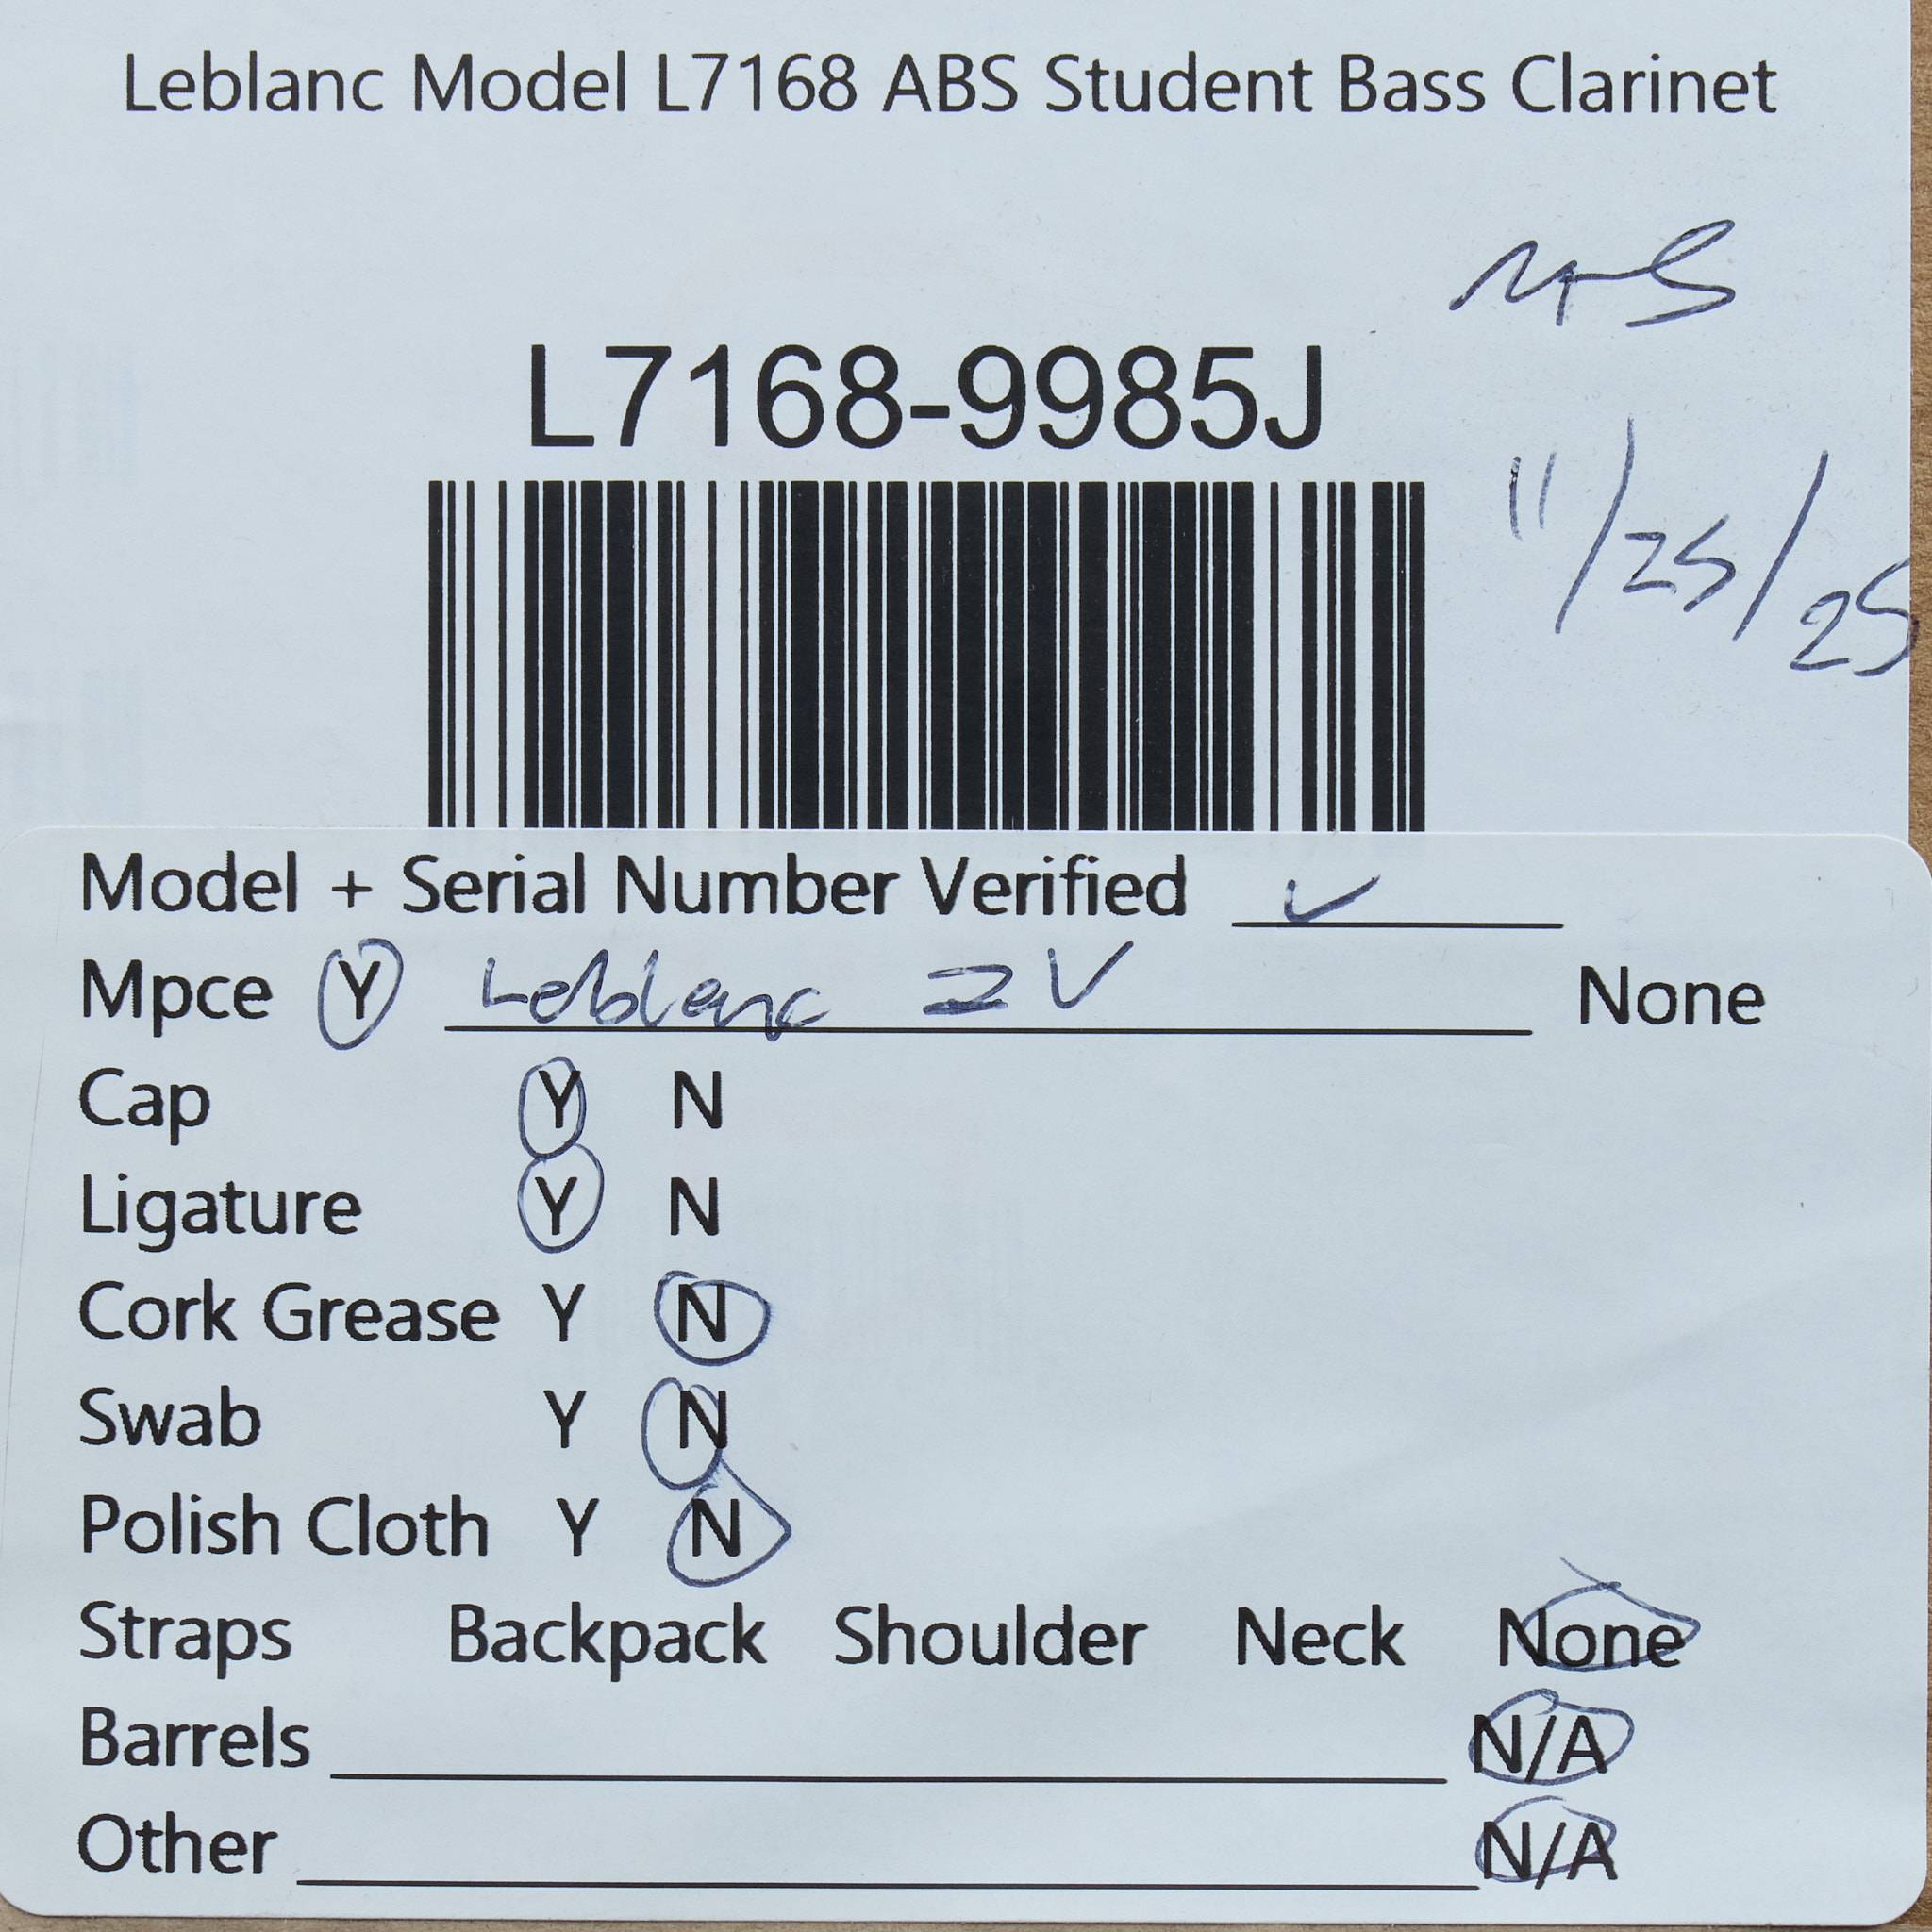 Leblanc Model L7168 ABS Student Bass Clarinet
L7168-9985J
11/25/25
Model + Serial Number Verified ✓
Mpce Y Leblanc 2V None
Cap Y N
Ligature Y N
Cork Grease Y N
Swab Y N
Polish Cloth Y N
Straps Backpack Shoulder Neck None
Barrels N/A
Other N/A